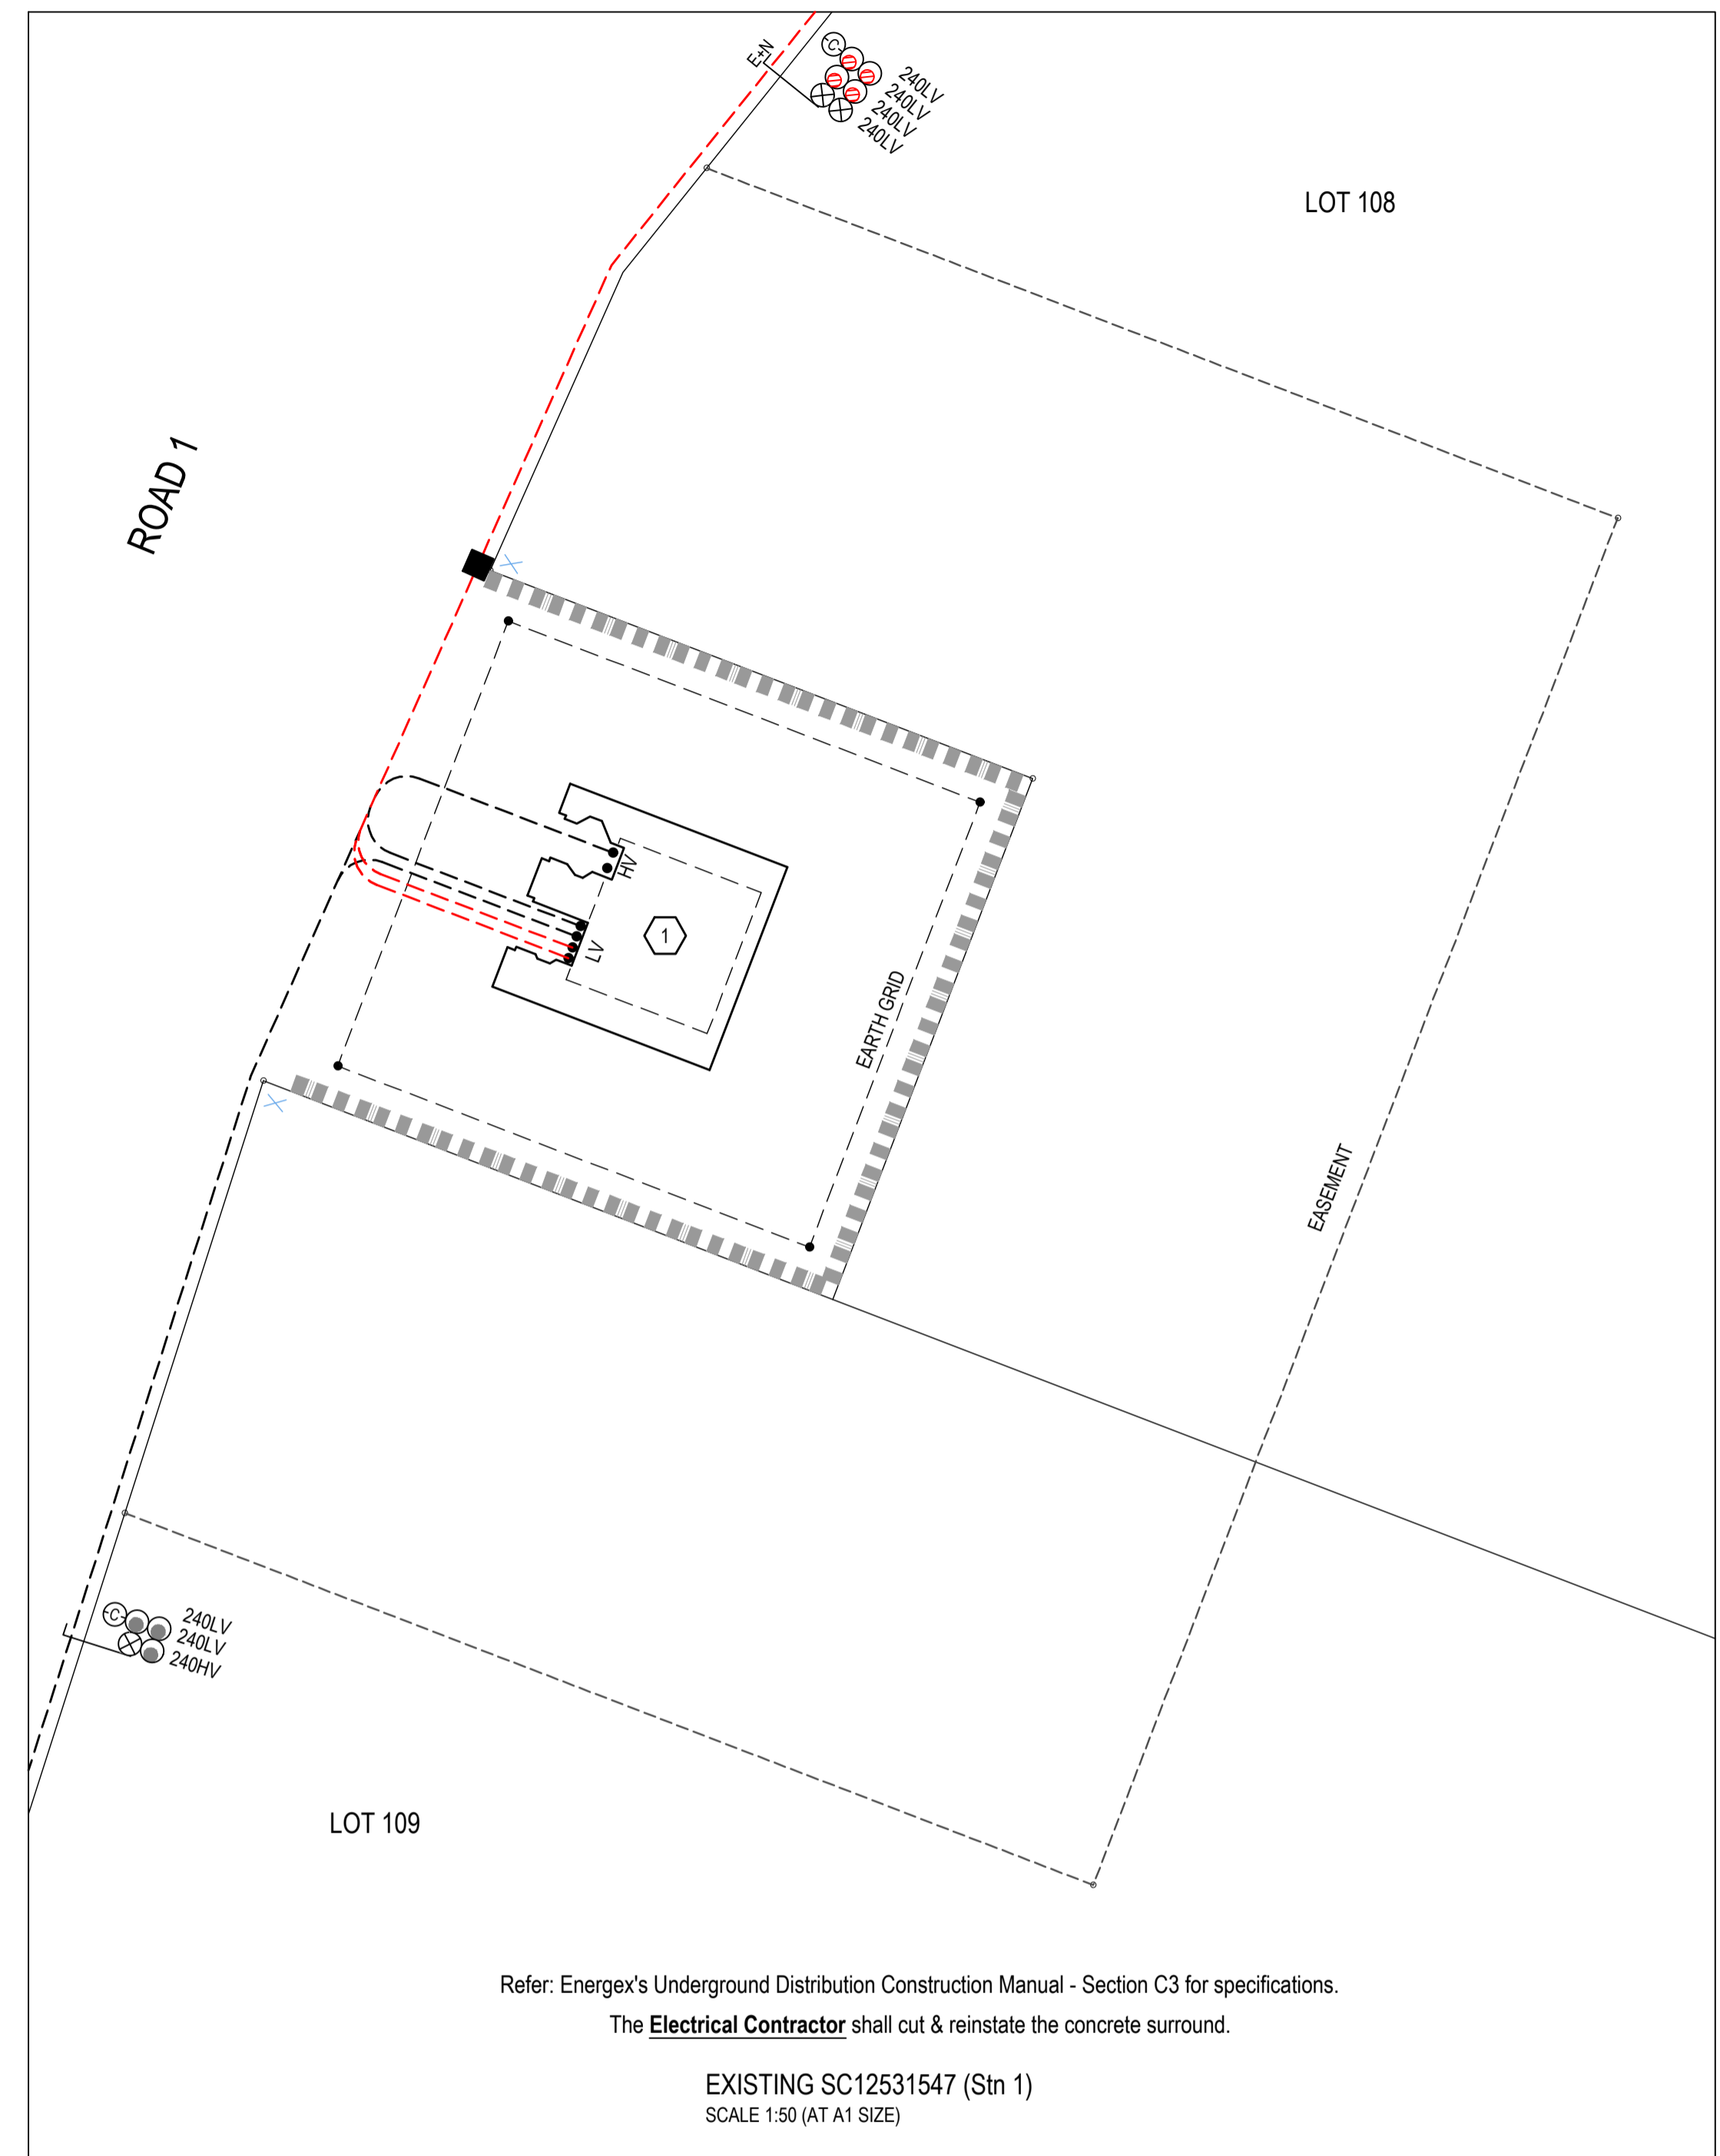 E+N
-C-
240LV
240LV
240LV
240LV
LOT 108
ROAD 1
HV
LV
1
EARTH GRID
EASEMENT
-C-
240LV
240LV
240HV
LOT 109
Refer: Energex's Underground Distribution Construction Manual - Section C3 for specifications.
The Electrical Contractor shall cut & reinstate the concrete surround.
EXISTING SC12531547 (Stn 1)
SCALE 1:50 (AT A1 SIZE)